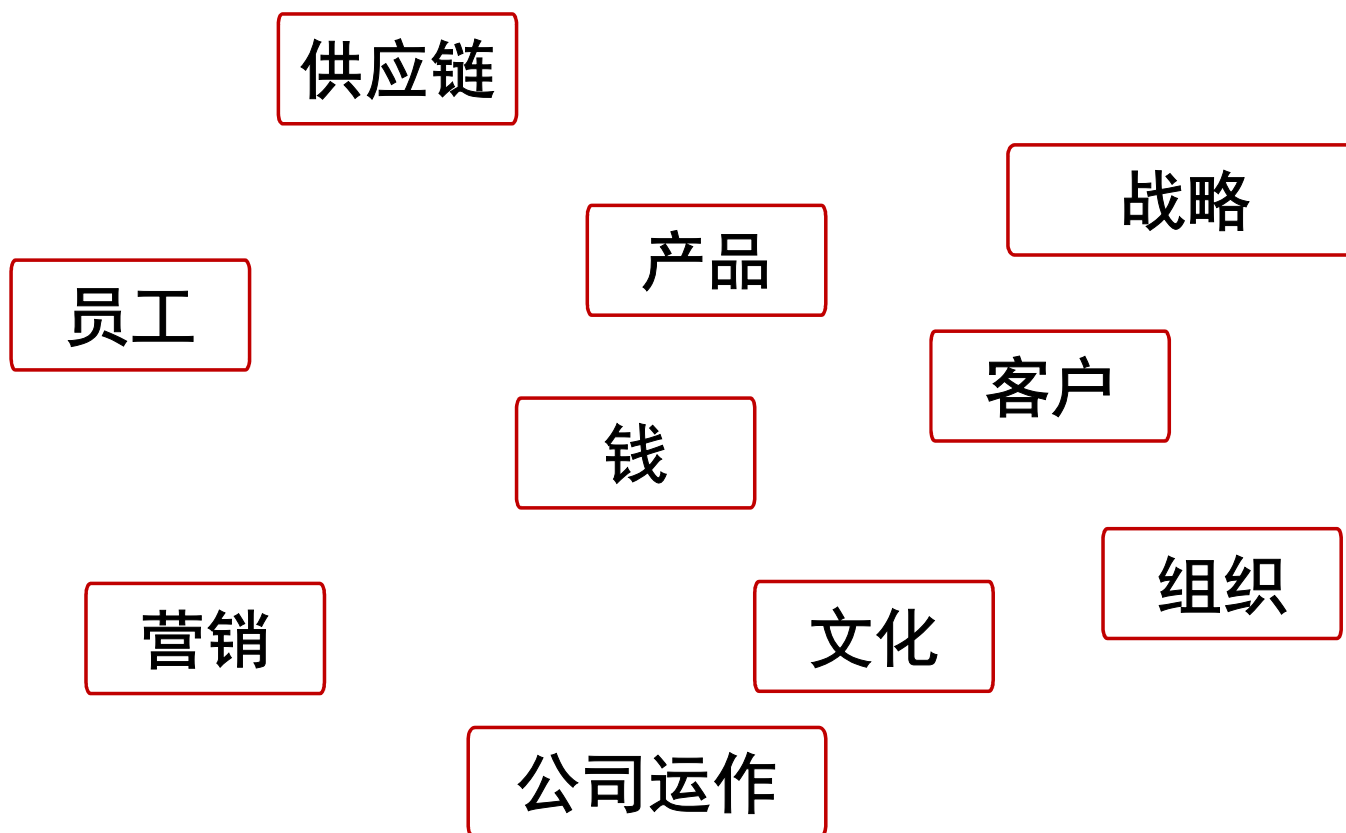 供应链
战略
产品
员工
客户
钱
组织
营销
文化
公司运作